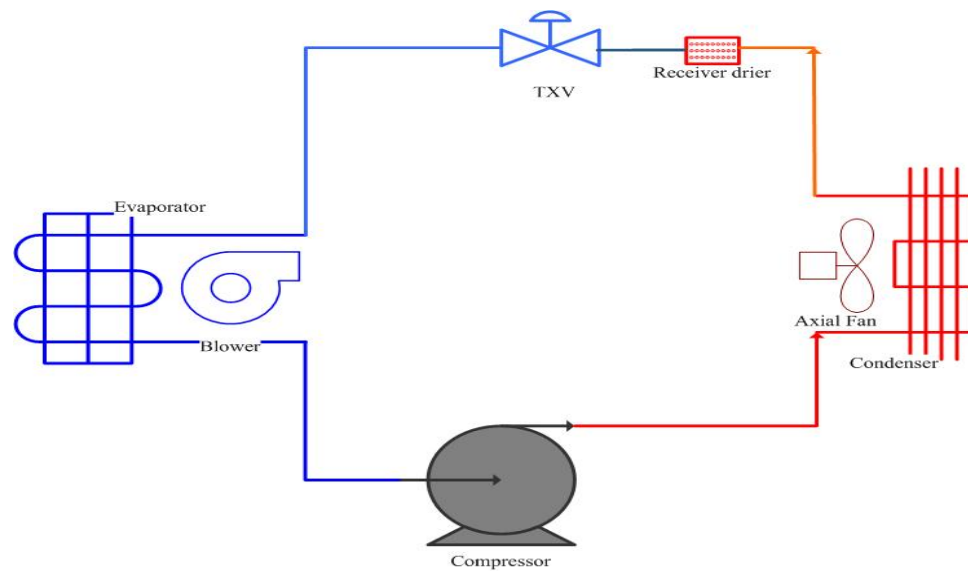 Receiver drier
TXV
Evaporator
Blower
Axial Fan
Condenser
Compressor